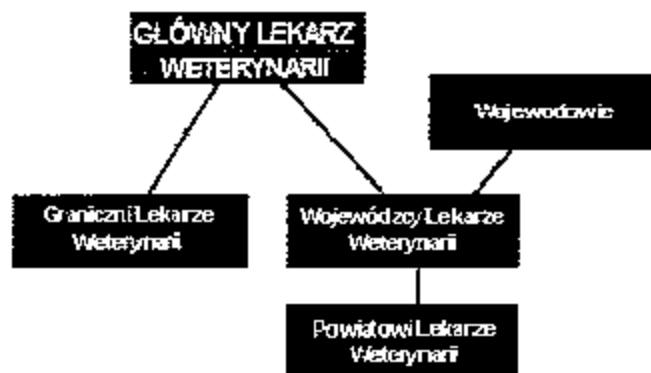 GŁÓWNY LEKARZ
WETERYNARII
Wojewodowie
Graniczni Lekarze
Weterynarii
Wojewódzcy Lekarze
Weterynarii
Powiatowi Lekarze
Weterynarii